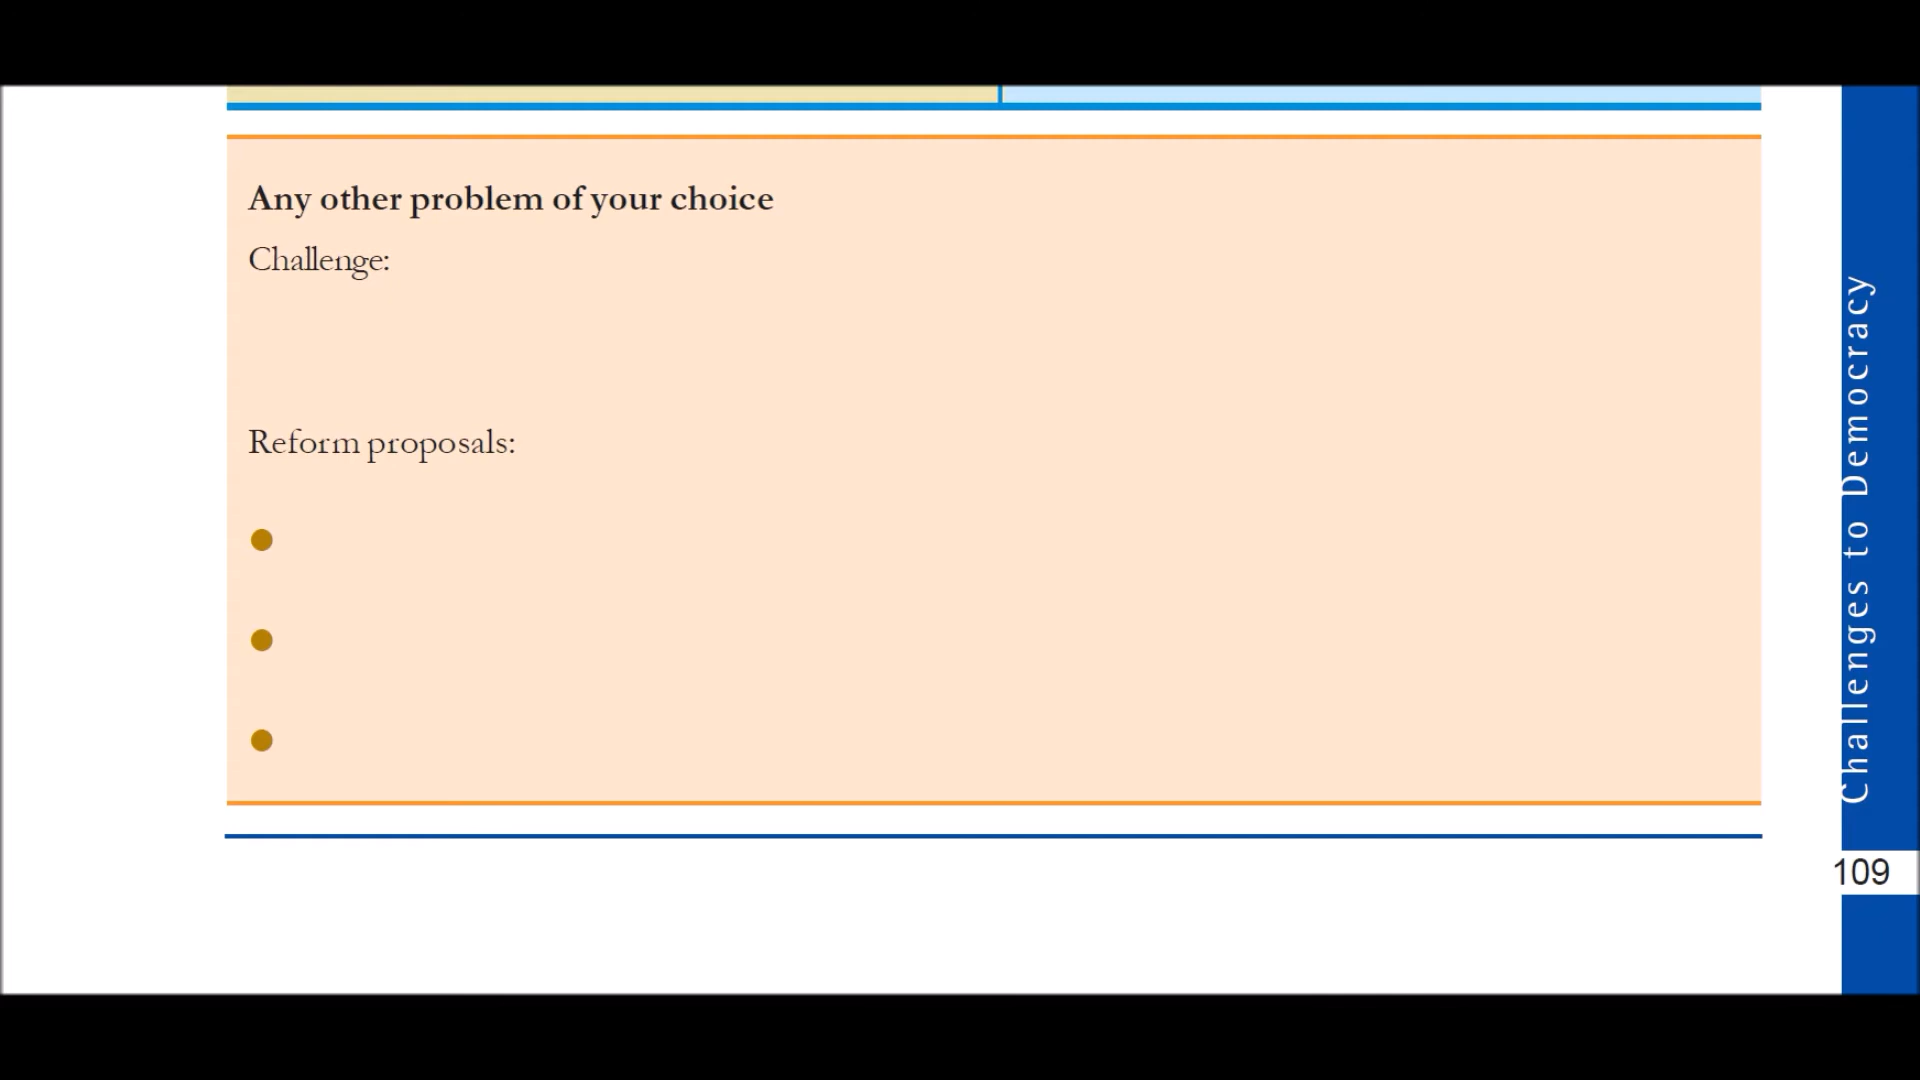 Any other problem of your choice
Challenge:
Reform proposals:
Challenges to Democracy
109